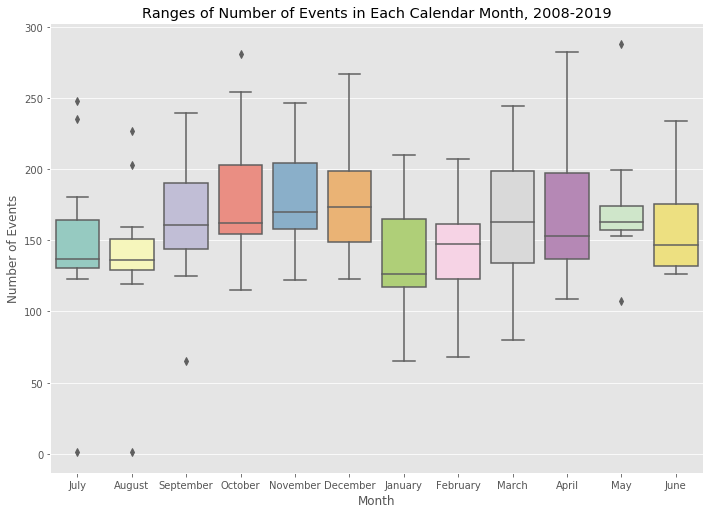 Ranges of Number of Events in Each Calendar Month, 2008-2019
Number of Events
300
250
200
150
100
50
0
July August September October November December January February March April May June
Month